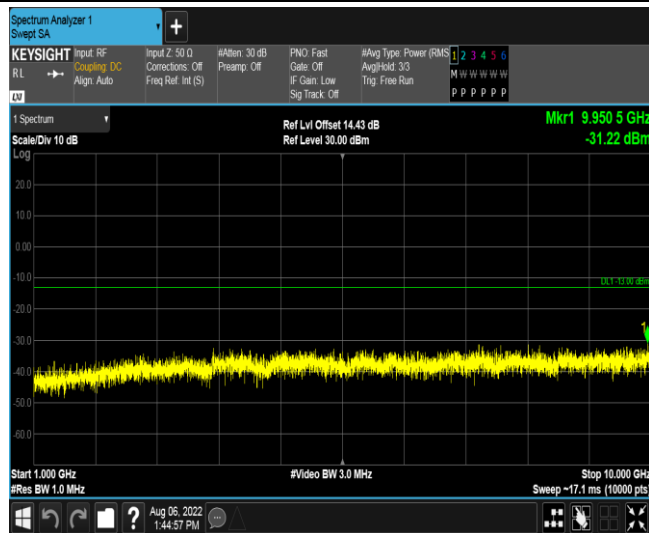 Spectrum Analyzer 1
Swept SA
+
KEYSIGHT
RL
Input: RF
Coupling: DC
Align: Auto
Input Z: 50 Ω
Corrections: Off
Freq Ref: Int (S)
#Atten: 30 dB
Preamp: Off
PNO: Fast
Gate: Off
IF Gain: Low
Sig Track: Off
#Avg Type: Power (RMS
Avg|Hold: 3/3
Trig: Free Run
1 2 3 4 5 6
M W W W W W
P P P P P P
LXI
1 Spectrum
Scale/Div 10 dB
Log
Ref Lvl Offset 14.43 dB
Ref Level 30.00 dBm
Mkr1 9.950 5 GHz
-31.22 dBm
20.0
10.0
0.00
-10.0
DL1 -13.00 dBm
-20.0
-30.0
1
-40.0
-50.0
-60.0
Start 1.000 GHz
#Res BW 1.0 MHz
#Video BW 3.0 MHz
Stop 10.000 GHz
Sweep ~17.1 ms (10000 pts)
?
Aug 06, 2022
1:44:57 PM